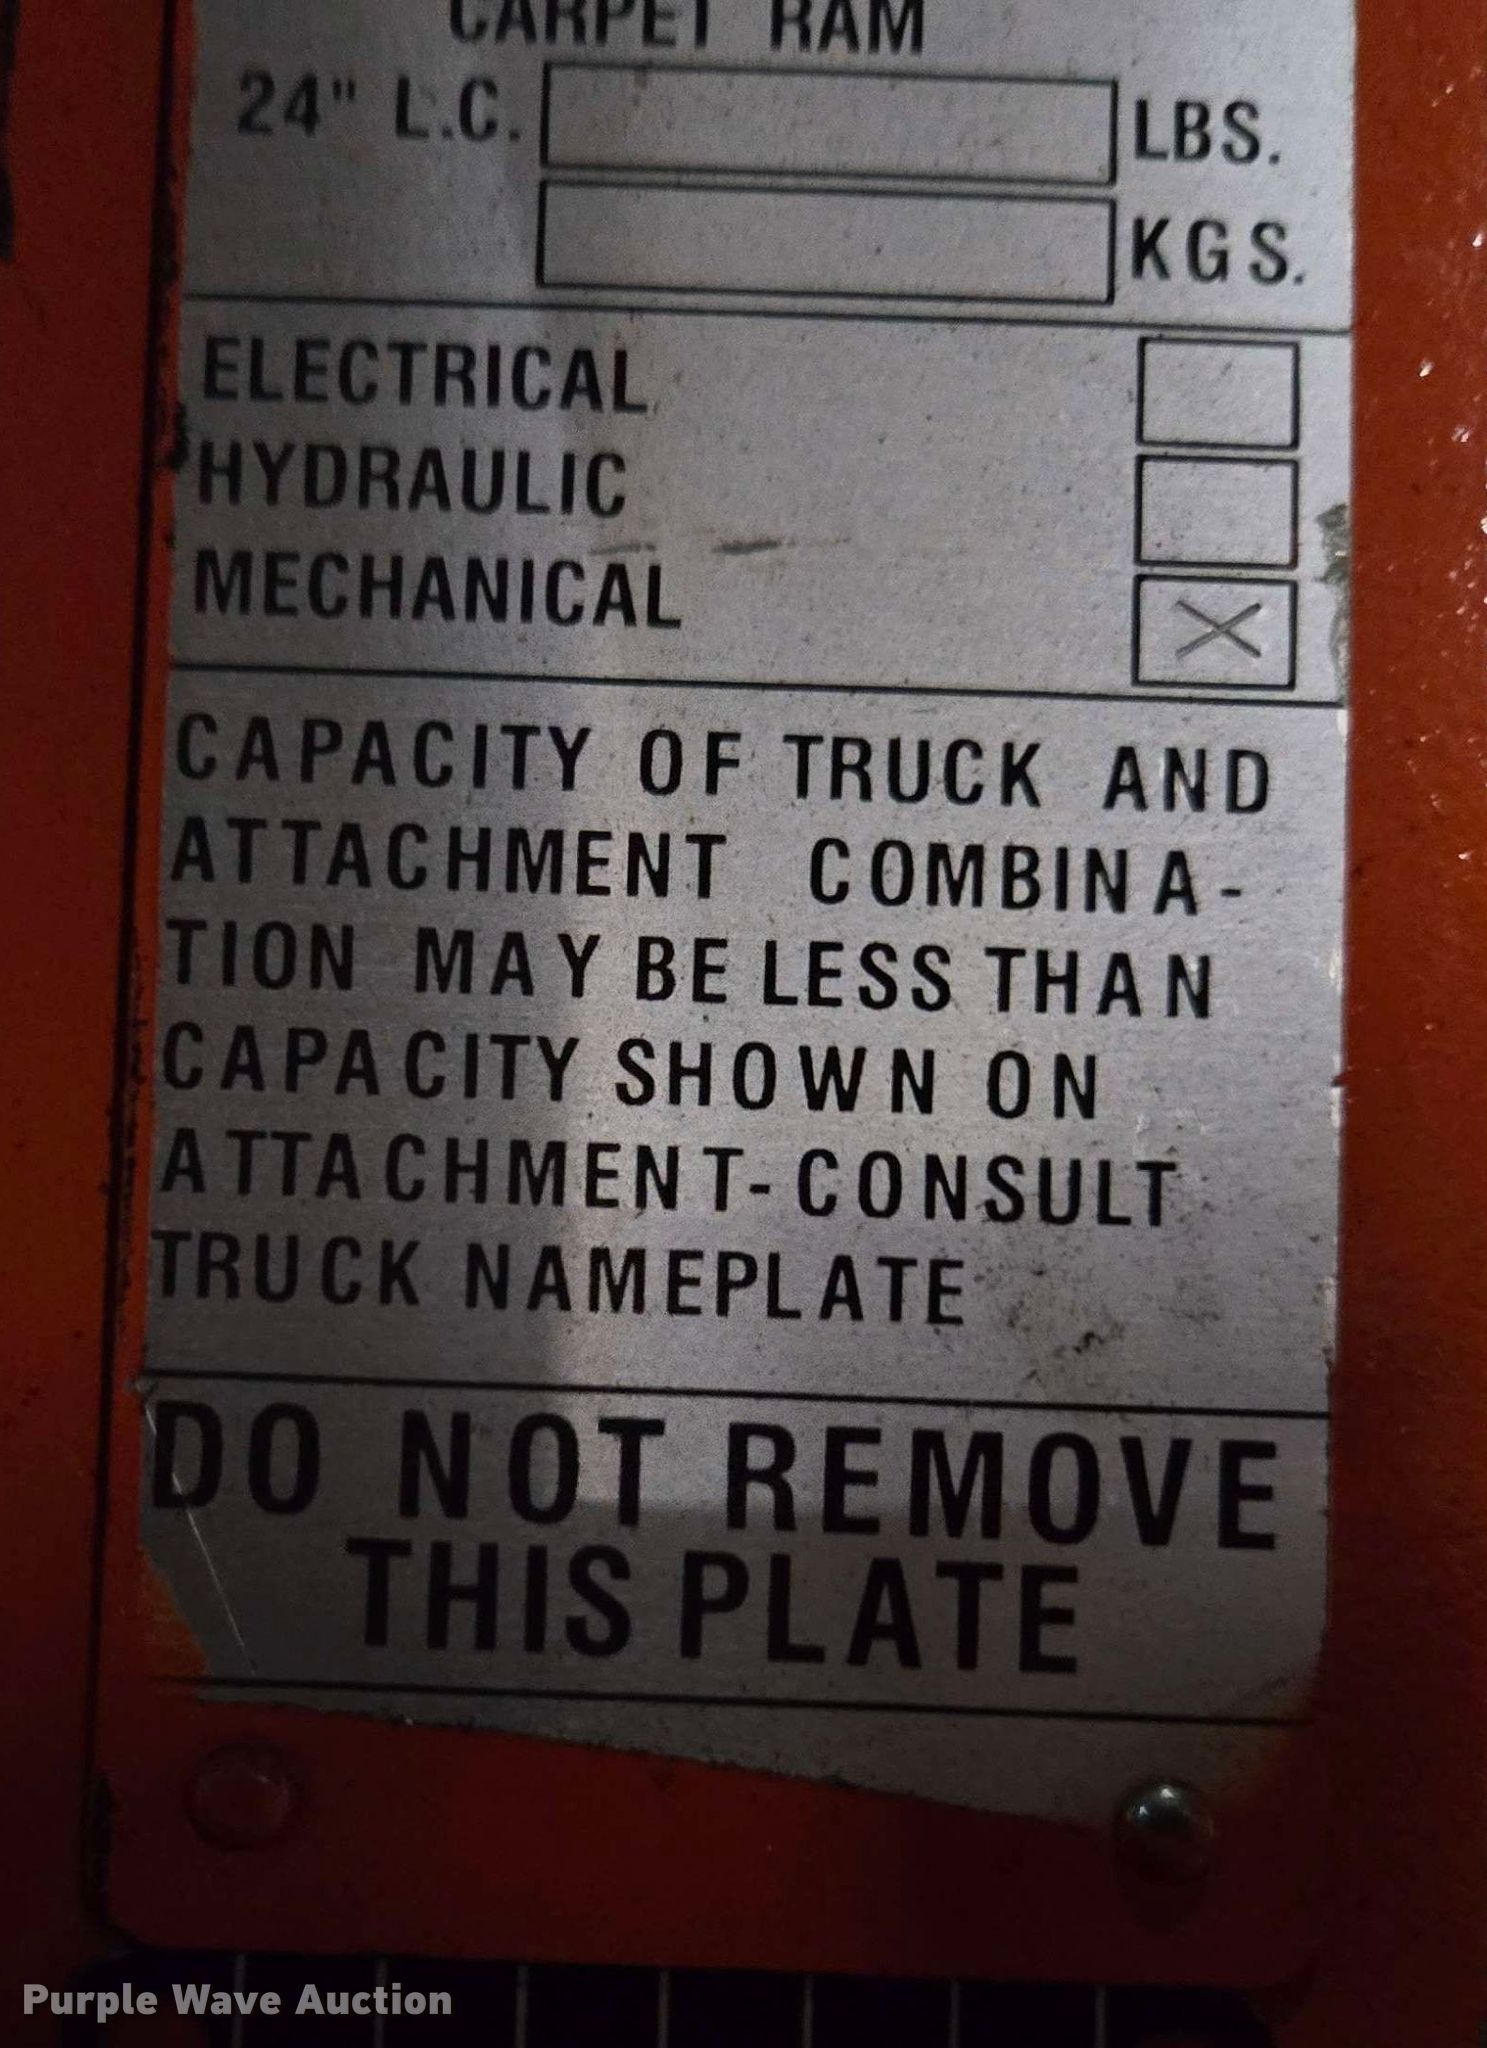 CARPET RAM
24" L.C. LBS.
KGS.
ELECTRICAL
HYDRAULIC
MECHANICAL X
CAPACITY OF TRUCK AND
ATTACHMENT COMBINA-
TION MAY BE LESS THAN
CAPACITY SHOWN ON
ATTACHMENT-CONSULT
TRUCK NAMEPLATE
DO NOT REMOVE
THIS PLATE
Purple Wave Auction